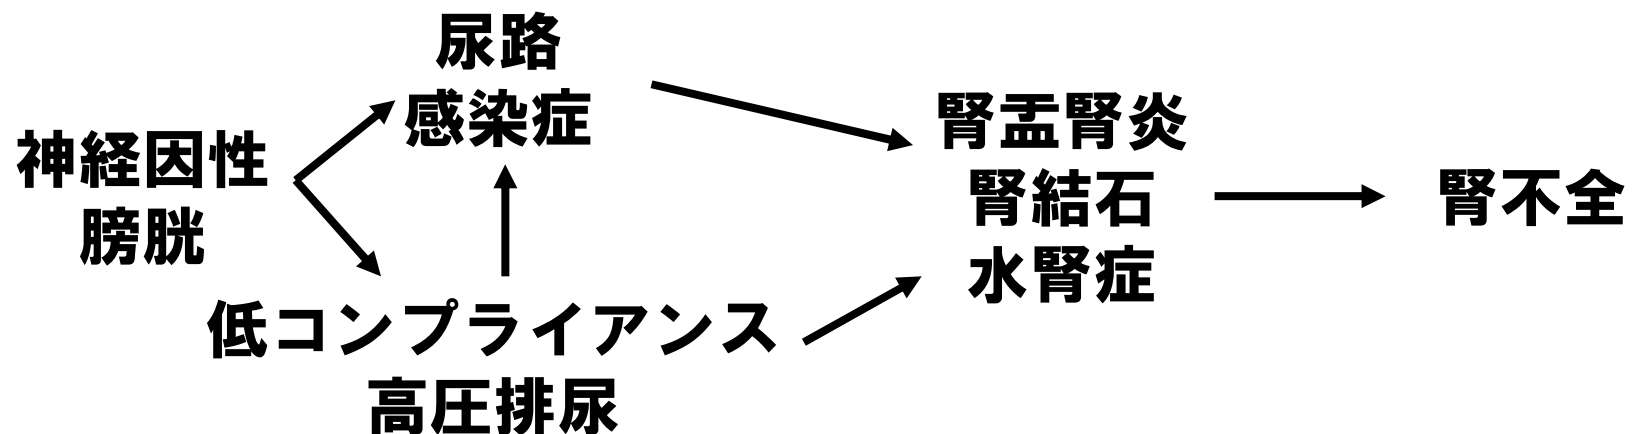 神経因性
膀胱
尿路
感染症
低コンプライアンス
高圧排尿
腎盂腎炎
腎結石
水腎症
腎不全